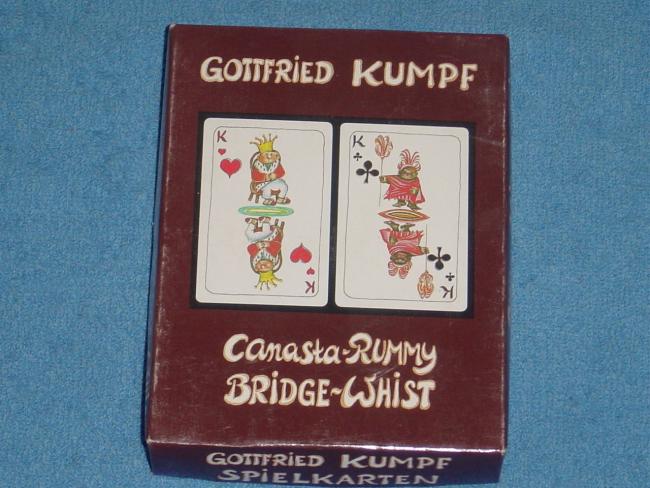 GOTTFRIED KUMPF
K K
K K
Canasta-Rummy
BRIDGE-WHIST
GOTTFRIED KUMPF
SPIELKARTEN